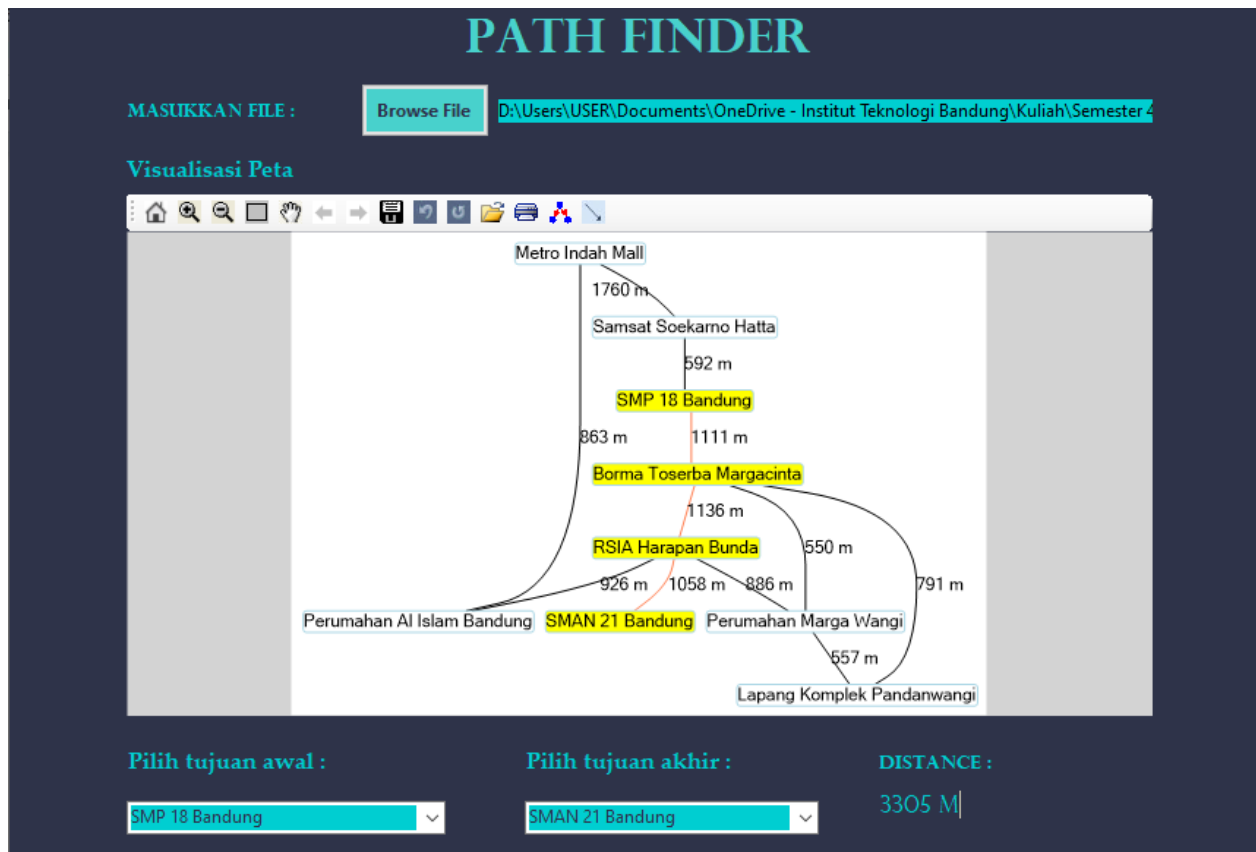 PATH FINDER
MASUKKAN FILE :
Browse File
D:\Users\USER\Documents\OneDrive - Institut Teknologi Bandung\Kuliah\Semester 4
Visualisasi Peta
Metro Indah Mall
1760 m
Samsat Soekarno Hatta
592 m
SMP 18 Bandung
863 m
1111 m
Borma Toserba Margacinta
1136 m
RSIA Harapan Bunda
550 m
926 m
1058 m
886 m
791 m
Perumahan Al Islam Bandung
SMAN 21 Bandung
Perumahan Marga Wangi
557 m
Lapang Komplek Pandanwangi
Pilih tujuan awal :
Pilih tujuan akhir :
DISTANCE :
SMP 18 Bandung
SMAN 21 Bandung
3305 M